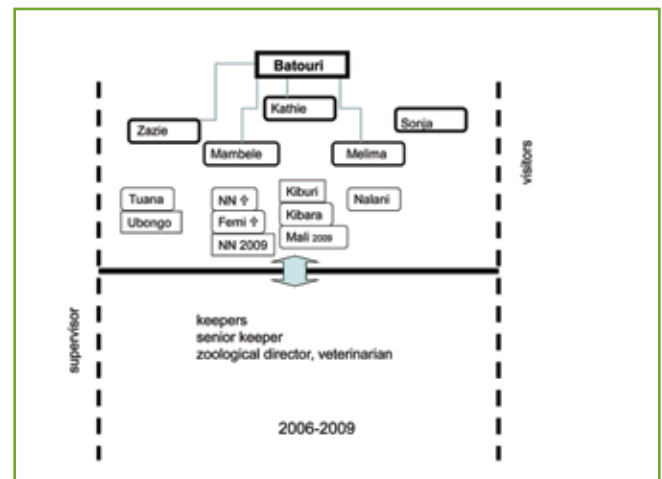 Batouri
Kathie
Sonja
Zazie
Mambele
Melima
visitors
Tuana
Ubongo
NN ✞
Femi ✞
NN 2009
Kiburi
Kibara
Mali 2009
Nalani
supervisor
keepers
senior keeper
zoological director, veterinarian
2006-2009